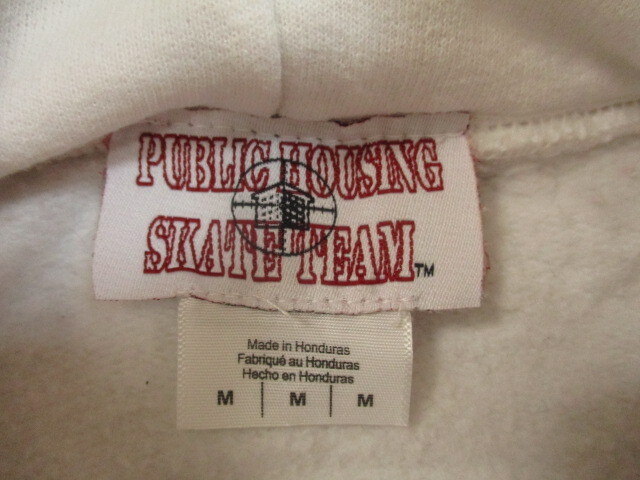 PUBLIC HOUSING
SKATE TEAM™
Made in Honduras
Fabriqué au Honduras
Hecho en Honduras
M | M | M